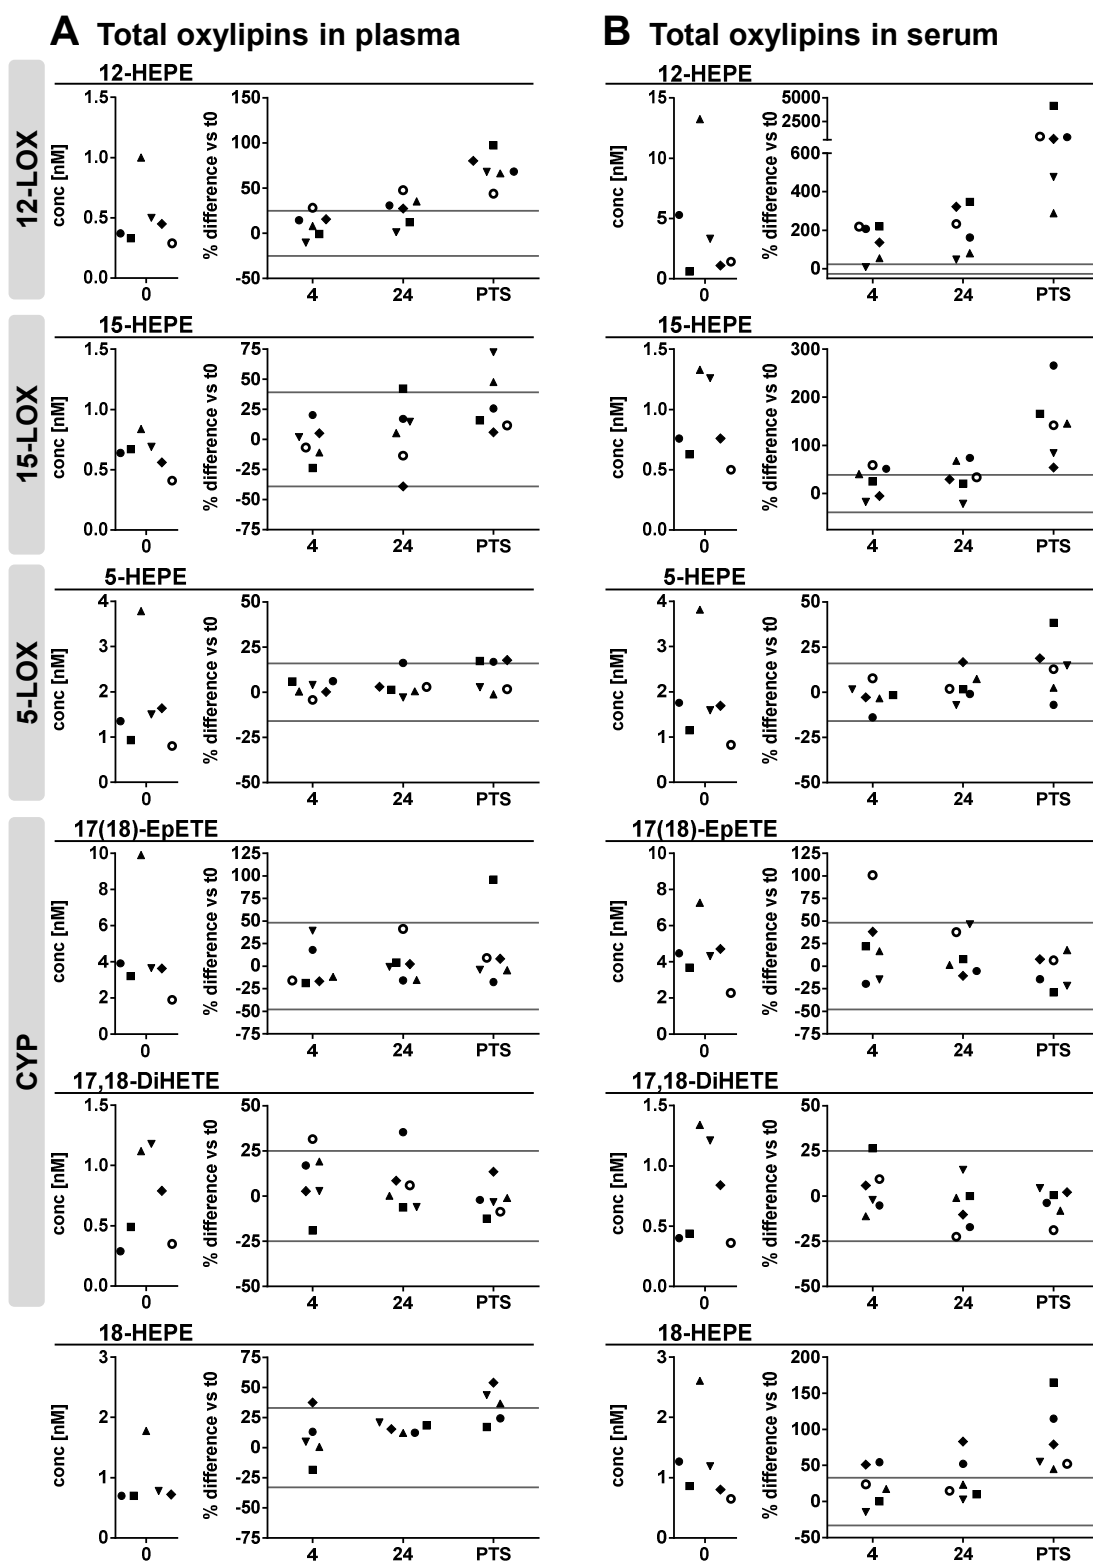 A Total oxylipins in plasma
B Total oxylipins in serum
12-LOX
12-HEPE
conc [nM]
1.5
1.0
0.5
0.0
0
% difference vs t0
150
100
50
0
-50
4 24 PTS
12-HEPE
conc [nM]
15
10
5
0
0
% difference vs t0
5000
2500
600
400
200
0
4 24 PTS
15-LOX
15-HEPE
conc [nM]
1.5
1.0
0.5
0.0
0
% difference vs t0
75
50
25
0
-25
-50
-75
4 24 PTS
15-HEPE
conc [nM]
1.5
1.0
0.5
0.0
0
% difference vs t0
300
200
100
0
4 24 PTS
5-LOX
5-HEPE
conc [nM]
4
3
2
1
0
0
% difference vs t0
50
25
0
-25
-50
4 24 PTS
5-HEPE
conc [nM]
4
3
2
1
0
0
% difference vs t0
50
25
0
-25
-50
4 24 PTS
CYP
17(18)-EpETE
conc [nM]
10
8
6
4
2
0
0
% difference vs t0
125
100
75
50
25
0
-25
-50
-75
4 24 PTS
17(18)-EpETE
conc [nM]
10
8
6
4
2
0
0
% difference vs t0
125
100
75
50
25
0
-25
-50
-75
4 24 PTS
17,18-DiHETE
conc [nM]
1.5
1.0
0.5
0.0
0
% difference vs t0
50
25
0
-25
-50
4 24 PTS
17,18-DiHETE
conc [nM]
1.5
1.0
0.5
0.0
0
% difference vs t0
50
25
0
-25
-50
4 24 PTS
18-HEPE
conc [nM]
3
2
1
0
0
% difference vs t0
75
50
25
0
-25
-50
-75
4 24 PTS
18-HEPE
conc [nM]
3
2
1
0
0
% difference vs t0
200
150
100
50
0
-50
4 24 PTS